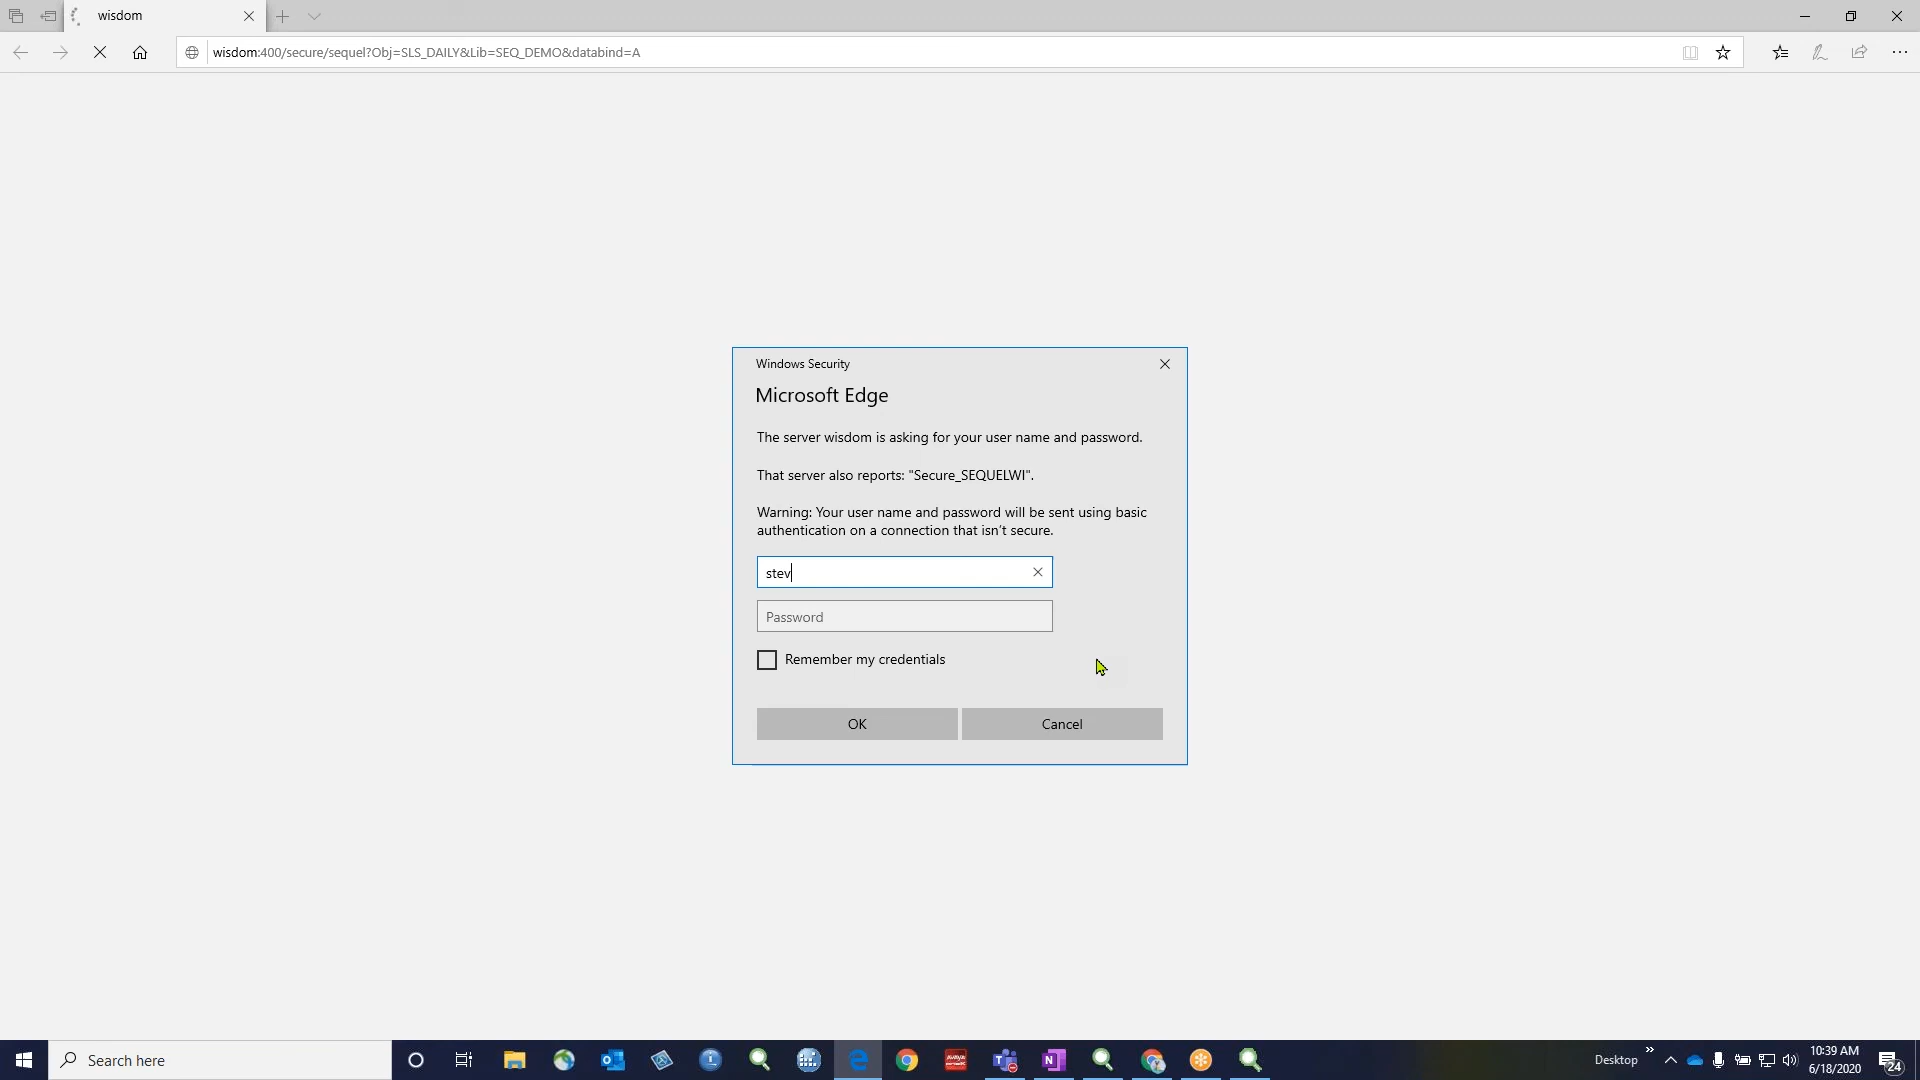 wisdom
wisdom:400/secure/sequel?Obj=SLS_DAILY&Lib=SEQ_DEMO&databind=A
Windows Security
Microsoft Edge
The server wisdom is asking for your user name and password.
That server also reports: "Secure_SEQUELWI".
Warning: Your user name and password will be sent using basic
authentication on a connection that isn't secure.
stev
Password
Remember my credentials
OK
Cancel
Search here
AVAYA
Desktop
10:39 AM
6/18/2020
24